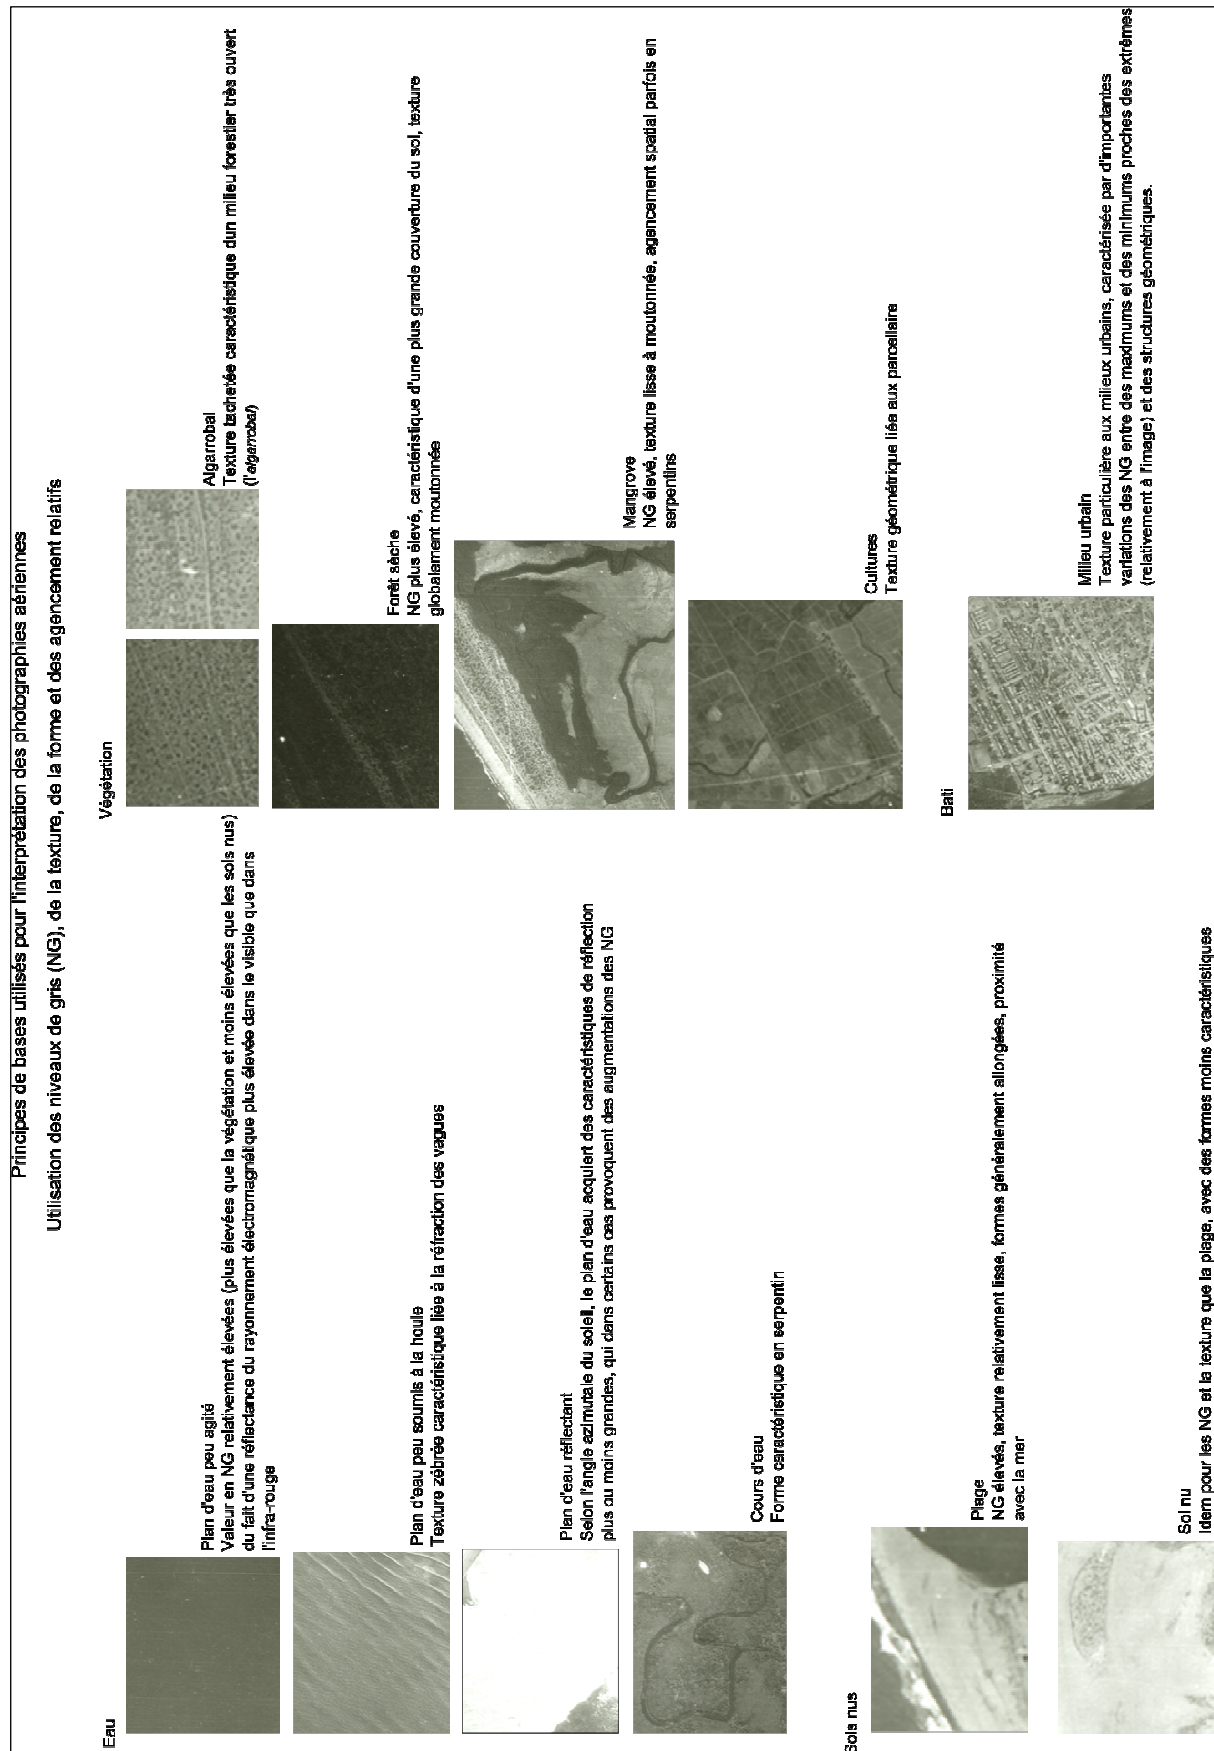 Principes de bases utilisés pour l'interprétation des photographies aériennes
Utilisation des niveaux de gris (NG), de la texture, de la forme et des agencement relatifs
Eau
Plan d'eau peu agité
Valeur en NG relativement élevées (plus élevées que la végétation et moins élevées que les sols nus)
du fait d'une réflectance du rayonnement électromagnétique plus élevée dans le visible que dans
l'infra-rouge
Plan d'eau peu soumis à la houle
Texture zébrée caractéristique liée à la réfraction des vagues
Plan d'eau réflectant
Selon l'angle azimutale du soleil, le plan d'eau acquiert des caractéristiques de réflection
plus ou moins grandes, qui dans certains cas provoquent des augmentations des NG
Cours d'eau
Forme caractéristique en serpentin
Sols nus
Plage
NG élevés, texture relativement lisse, formes généralement allongées, proximité
avec la mer
Sol nu
Idem pour les NG et la texture que la plage, avec des formes moins caractéristiques
Végétation
Algarrobal
Texture tachetée caractéristique dun milieu forestier très ouvert
(l'algarrobal)
Forêt sèche
NG plus élevé, caractéristique d'une plus grande couverture du sol, texture
globalement moutonnée
Mangrove
NG élevé, texture lisse à moutonnée, agencement spatial parfois en
serpentins
Cultures
Texture géométrique liée aux parcellaire
Bati
Milieu urbain
Texture particulière aux milieux urbains, caractérisée par d'importantes
variations des NG entre des maximums et des minimums proches des extrêmes
(relativement à l'image) et des structures géométriques.